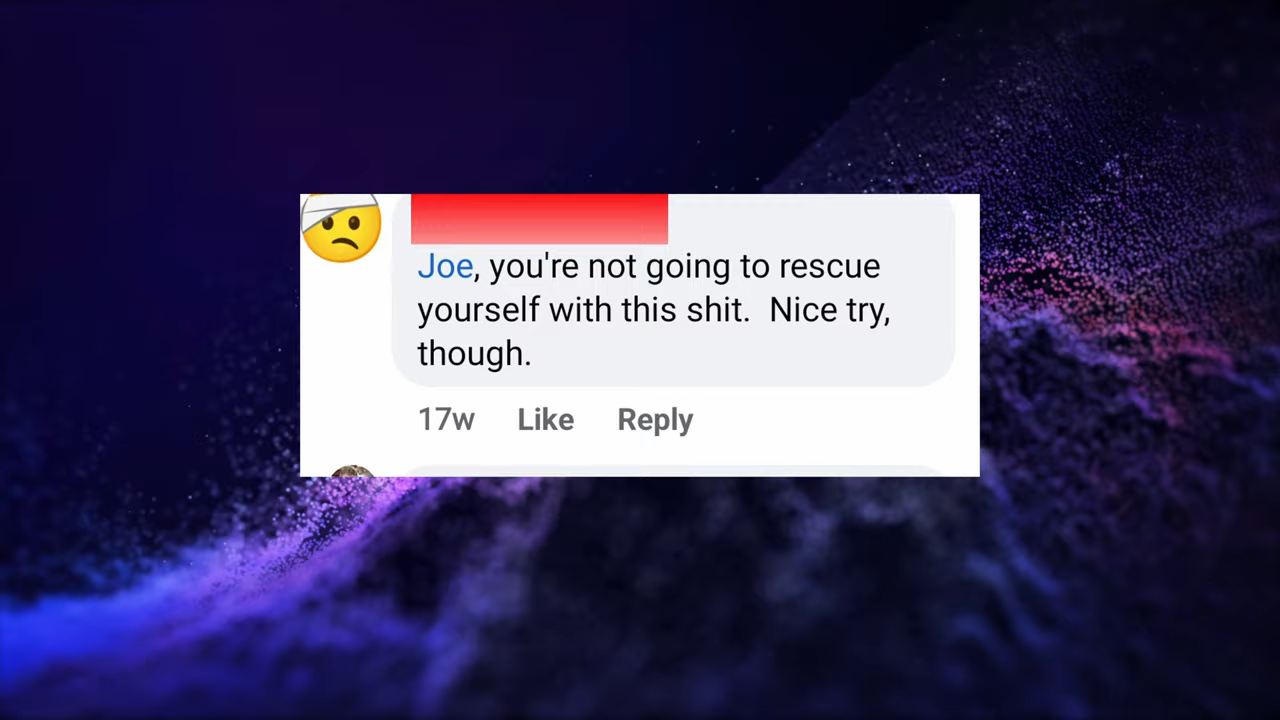 Joe, you're not going to rescue
yourself with this shit.  Nice try,
though.
17w Like Reply